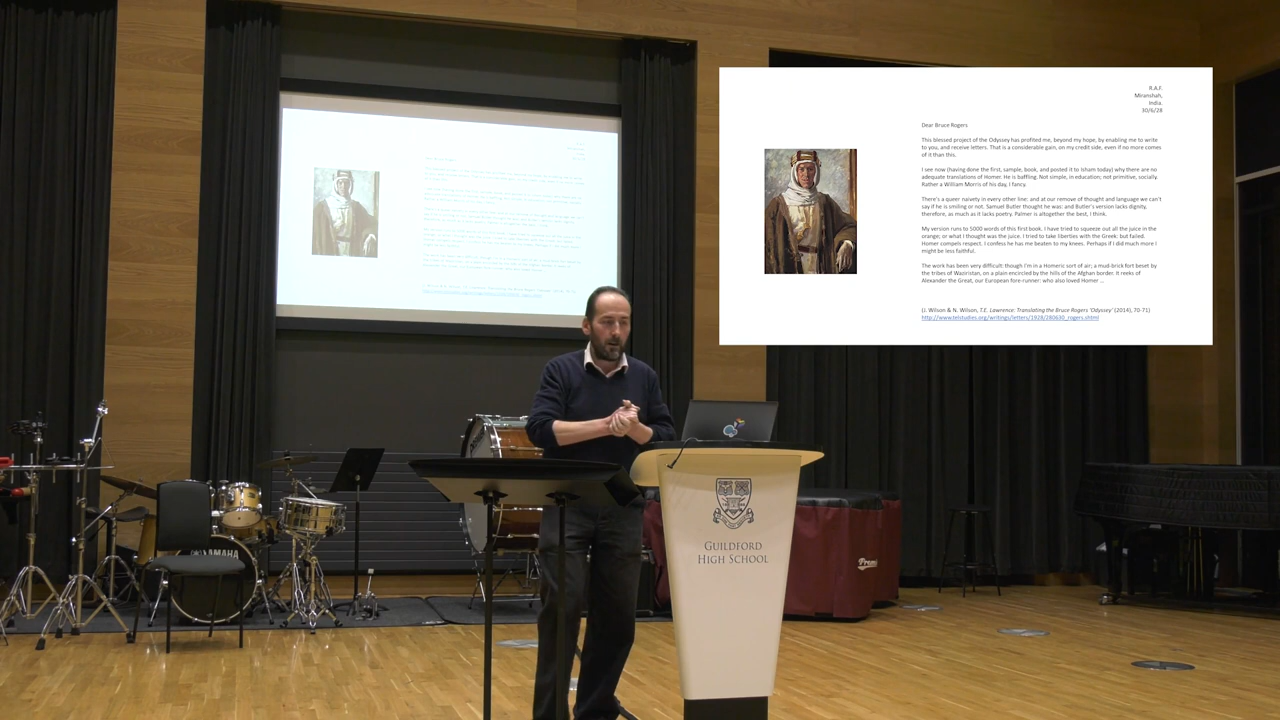 R.A.F.
Miranshah,
India.
30/6/28
Dear Bruce Rogers
This blessed project of the Odyssey has profited me, beyond my hope, by enabling me to write
to you, and receive letters. That is a considerable gain, on my credit side, even if no more comes
of it than this.
I see now (having done the first, sample, book, and posted it to Isham today) why there are no
adequate translations of Homer. He is baffling. Not simple, in education; not primitive, socially.
Rather a William Morris of his day, I fancy.
There's a queer naivety in every other line: and at our remove of thought and language we can't
say if he is smiling or not. Samuel Butler thought he was: and Butler's version lacks dignity,
therefore, as much as it lacks poetry. Palmer is altogether the best, I think.
My version runs to 5000 words of this first book. I have tried to squeeze out all the juice in the
orange; or what I thought was the juice. I tried to take liberties with the Greek: but failed.
Homer compels respect. I confess he has me beaten to my knees. Perhaps if I did much more I
might be less faithful.
The work has been very difficult: though I'm in a Homeric sort of air; a mud-brick fort beset by
the tribes of Waziristan, on a plain encircled by the hills of the Afghan border. It reeks of
Alexander the Great, our European fore-runner: who also loved Homer ...
(J. Wilson & N. Wilson, T.E. Lawrence: Translating the Bruce Rogers 'Odyssey' (2014), 70-71)
http://www.telstudies.org/writings/letters/1928/280630_rogers.shtml
GUILDFORD
HIGH SCHOOL
YAMAHA